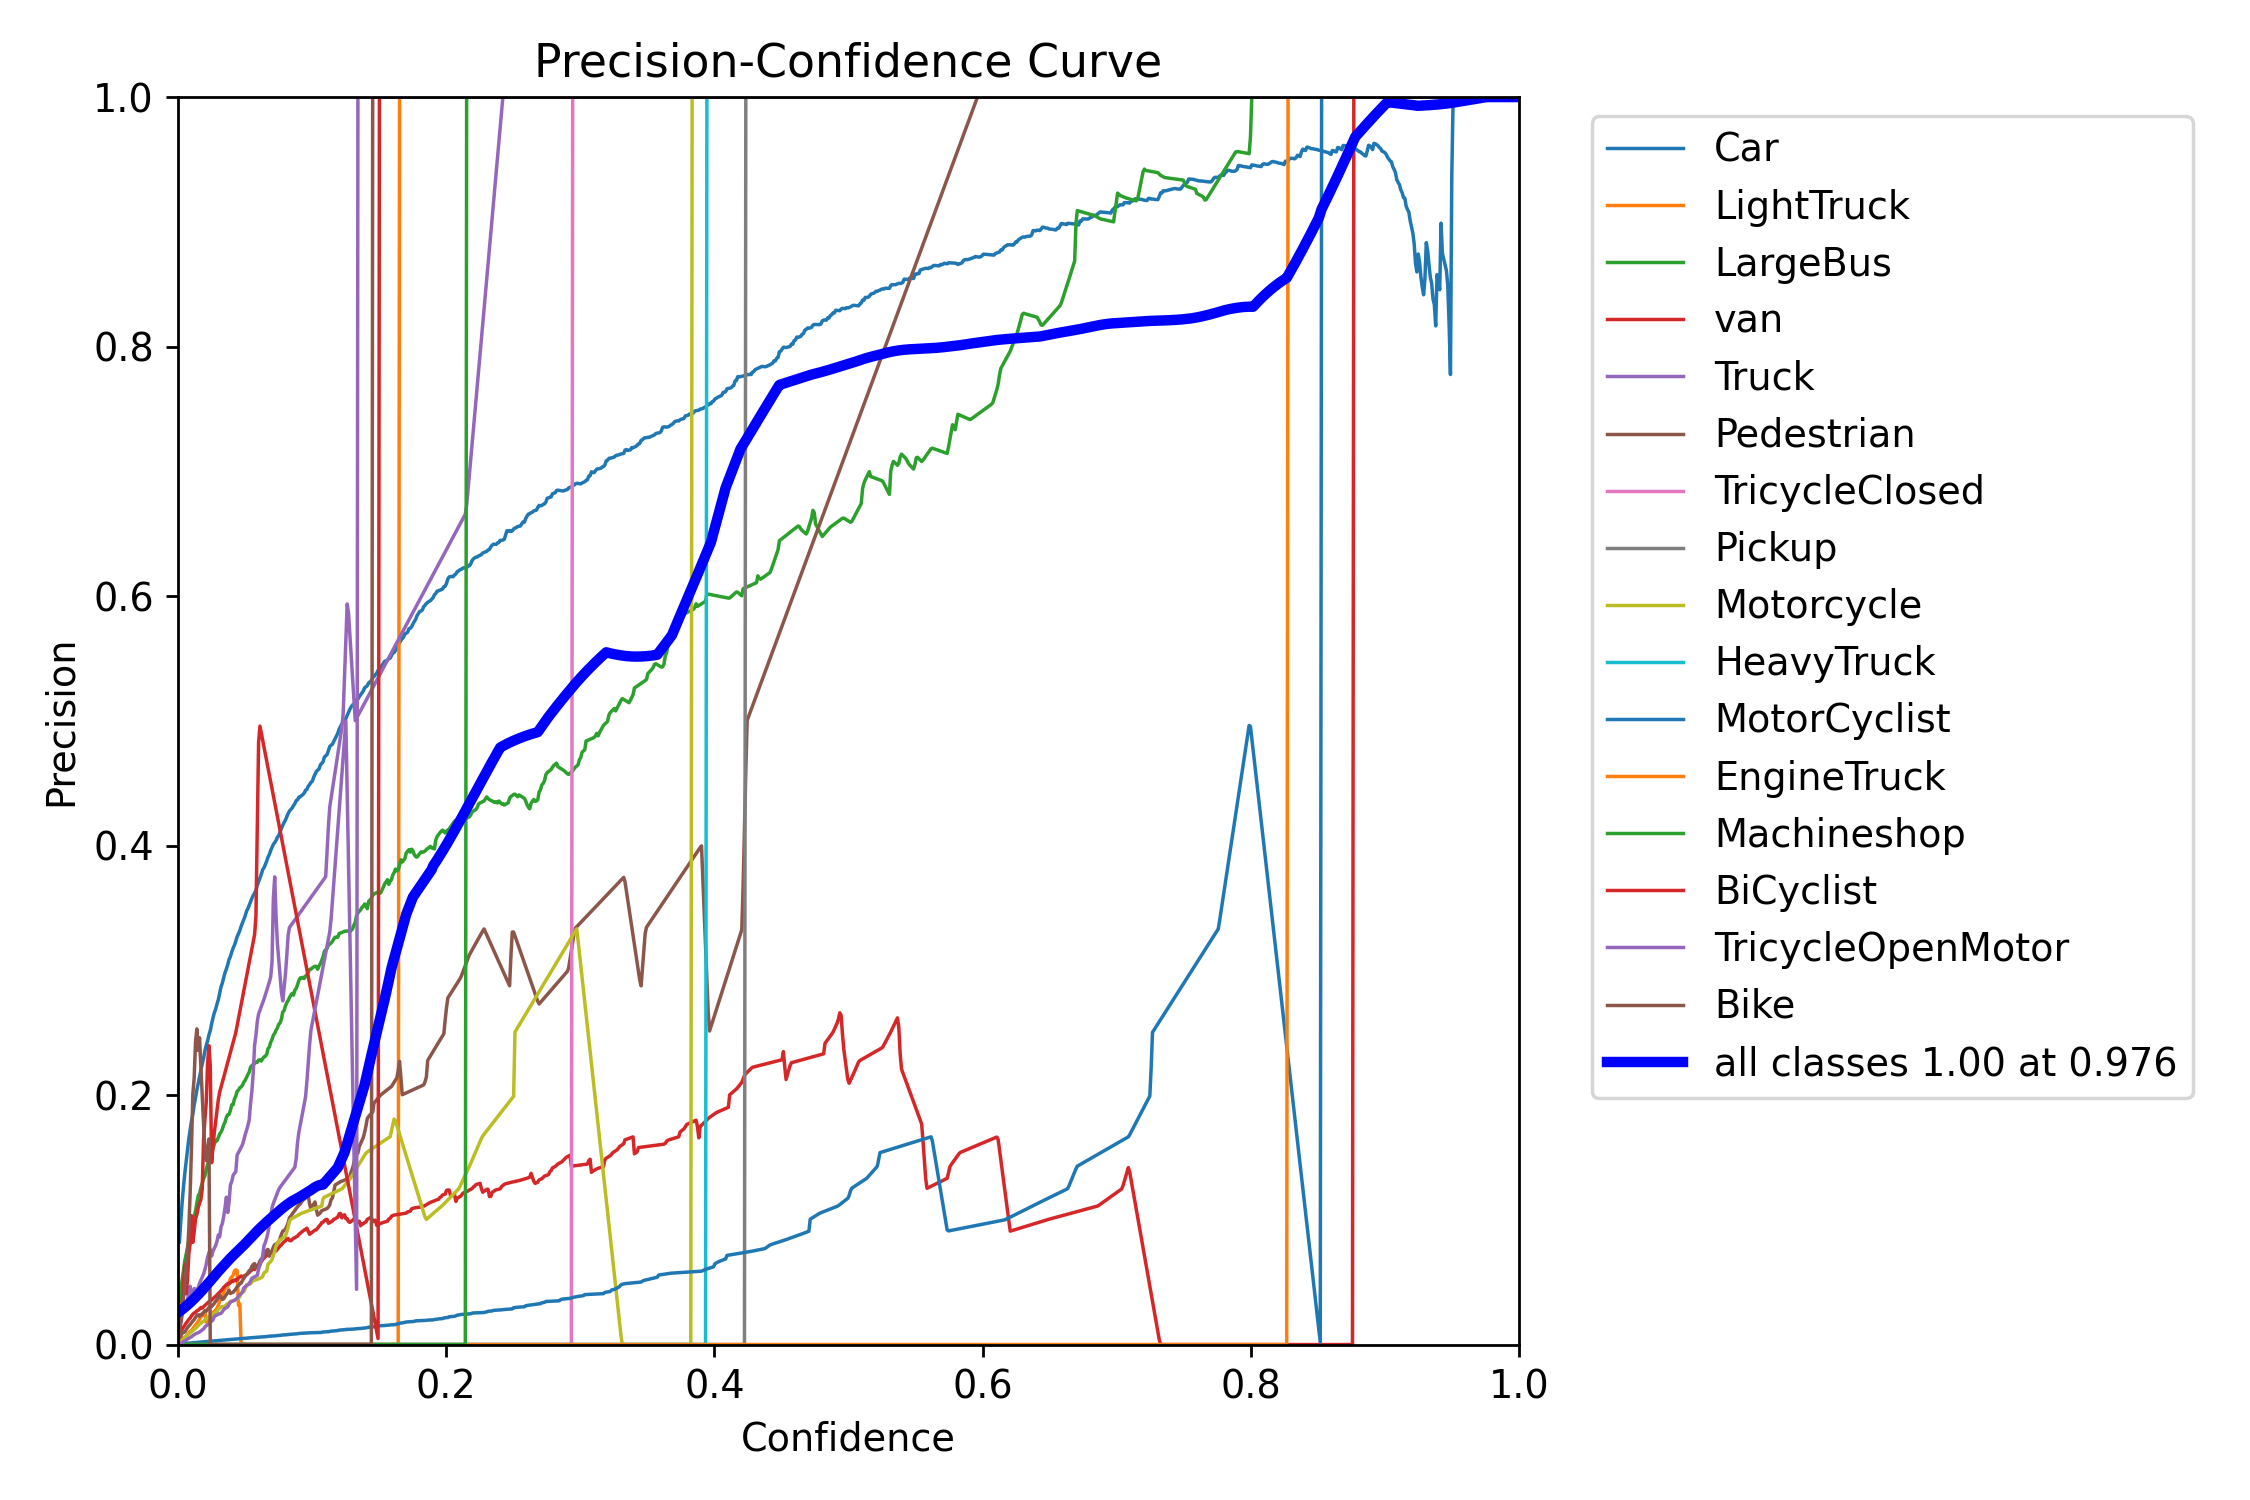 Precision-Confidence Curve
1.0
0.8
0.6
0.4
0.2
0.0
Precision
0.0 0.2 0.4 0.6 0.8 1.0
Confidence
Car
LightTruck
LargeBus
van
Truck
Pedestrian
TricycleClosed
Pickup
Motorcycle
HeavyTruck
MotorCyclist
EngineTruck
Machineshop
BiCyclist
TricycleOpenMotor
Bike
all classes 1.00 at 0.976